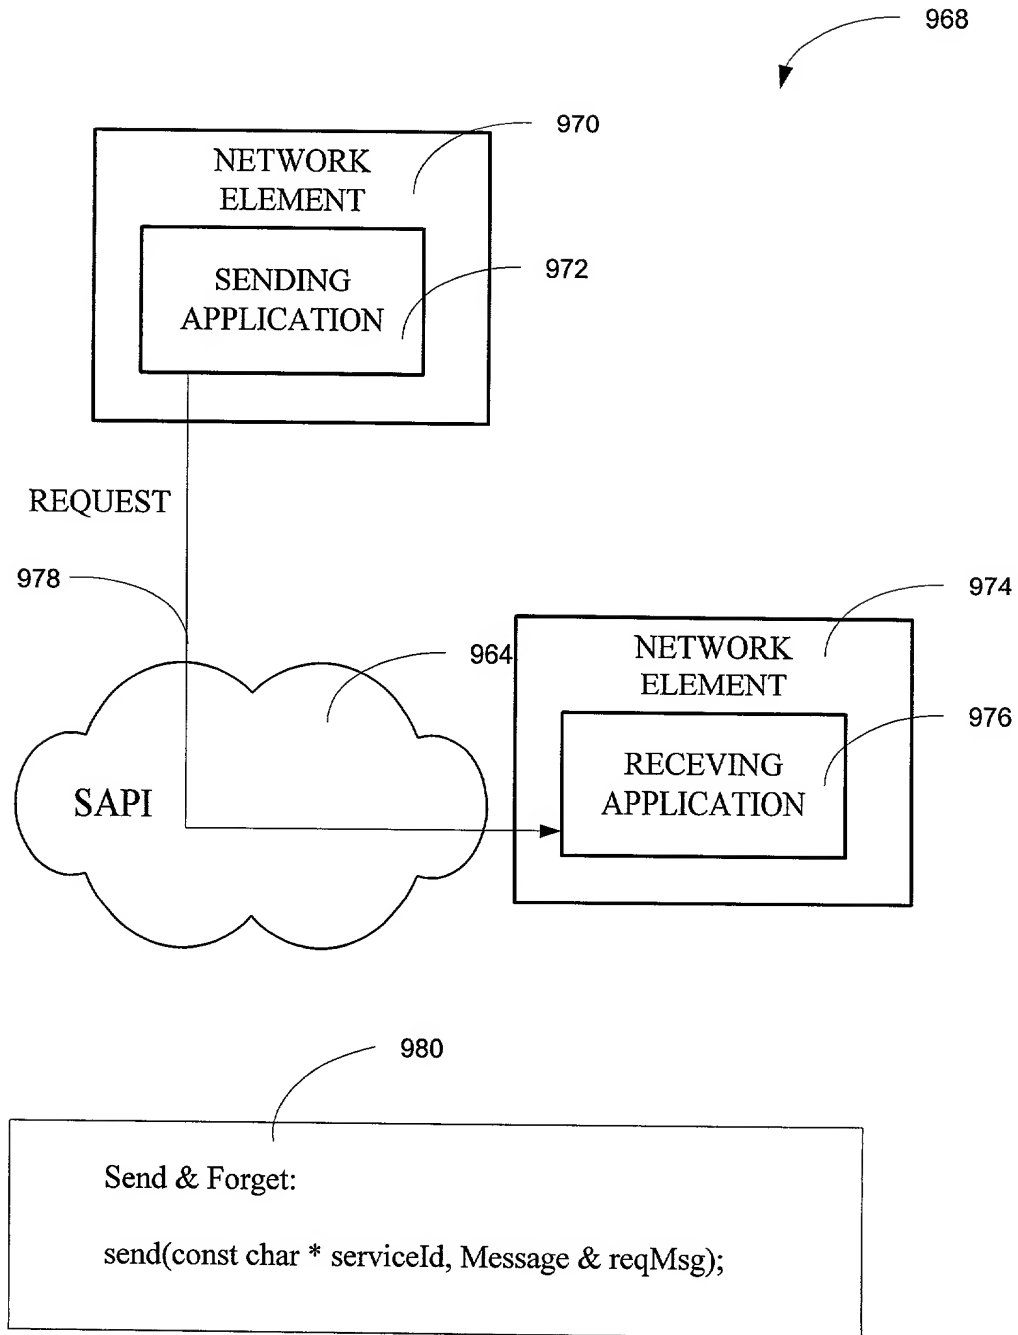 968
970
NETWORK
ELEMENT
972
SENDING
APPLICATION
REQUEST
978
964
974
NETWORK
ELEMENT
976
RECEVING
APPLICATION
SAPI
980
Send & Forget:
send(const char * serviceId, Message & reqMsg);